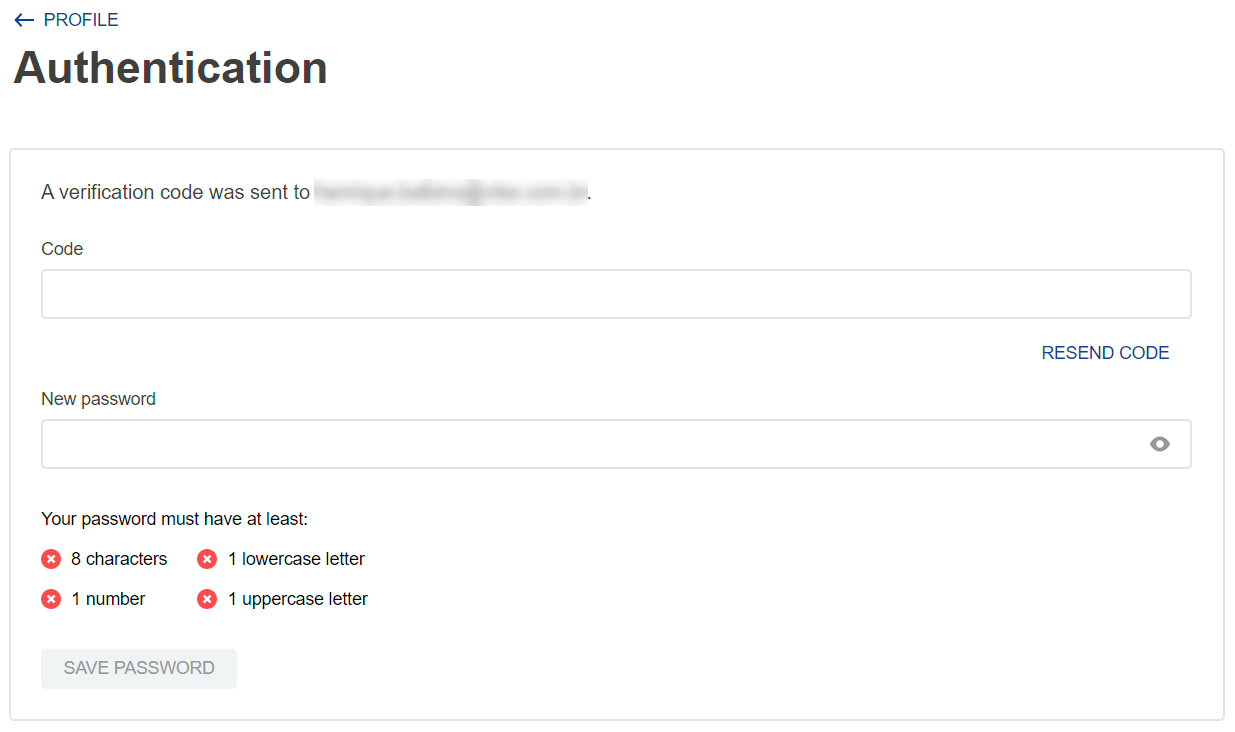 PROFILE
Authentication
A verification code was sent to .
Code
RESEND CODE
New password
Your password must have at least:
8 characters 1 lowercase letter
1 number 1 uppercase letter
SAVE PASSWORD